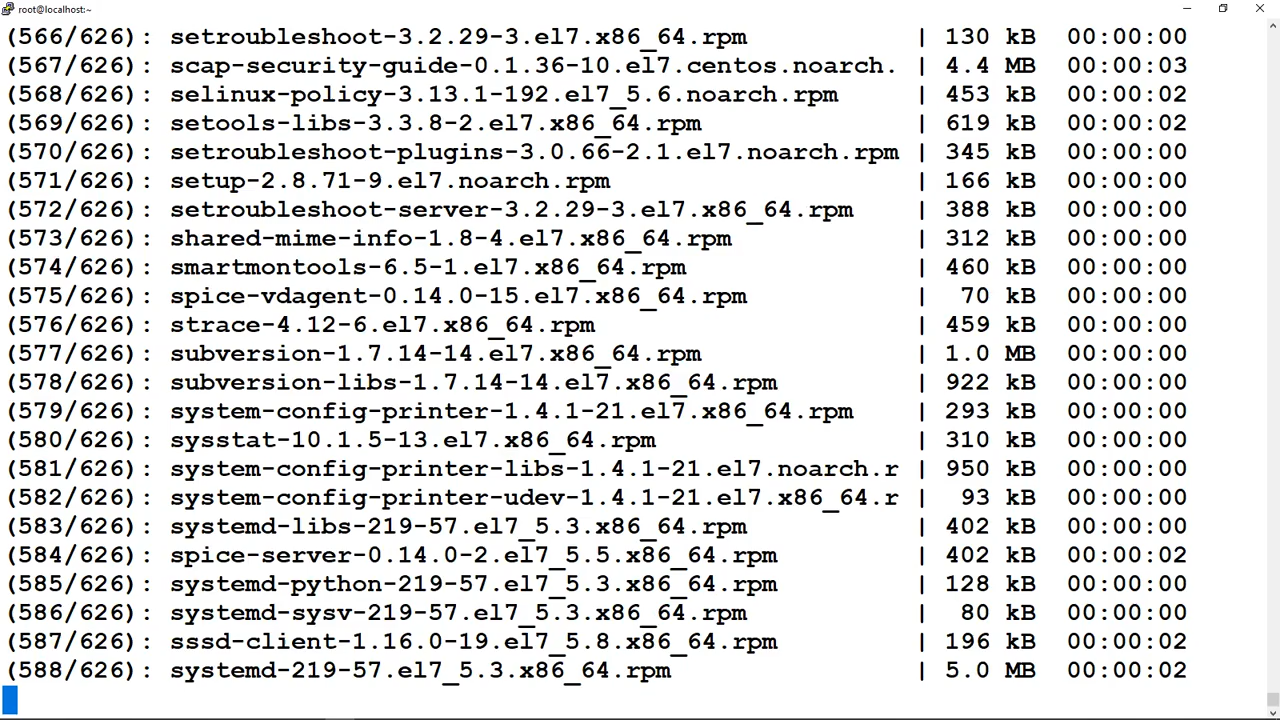 root@localhost:~
(566/626): setroubleshoot-3.2.29-3.el7.x86_64.rpm | 130 kB 00:00:00
(567/626): scap-security-guide-0.1.36-10.el7.centos.noarch. | 4.4 MB 00:00:03
(568/626): selinux-policy-3.13.1-192.el7_5.6.noarch.rpm | 453 kB 00:00:02
(569/626): setools-libs-3.3.8-2.el7.x86_64.rpm | 619 kB 00:00:02
(570/626): setroubleshoot-plugins-3.0.66-2.1.el7.noarch.rpm | 345 kB 00:00:00
(571/626): setup-2.8.71-9.el7.noarch.rpm | 166 kB 00:00:00
(572/626): setroubleshoot-server-3.2.29-3.el7.x86_64.rpm | 388 kB 00:00:00
(573/626): shared-mime-info-1.8-4.el7.x86_64.rpm | 312 kB 00:00:00
(574/626): smartmontools-6.5-1.el7.x86_64.rpm | 460 kB 00:00:00
(575/626): spice-vdagent-0.14.0-15.el7.x86_64.rpm | 70 kB 00:00:00
(576/626): strace-4.12-6.el7.x86_64.rpm | 459 kB 00:00:00
(577/626): subversion-1.7.14-14.el7.x86_64.rpm | 1.0 MB 00:00:00
(578/626): subversion-libs-1.7.14-14.el7.x86_64.rpm | 922 kB 00:00:00
(579/626): system-config-printer-1.4.1-21.el7.x86_64.rpm | 293 kB 00:00:00
(580/626): sysstat-10.1.5-13.el7.x86_64.rpm | 310 kB 00:00:00
(581/626): system-config-printer-libs-1.4.1-21.el7.noarch.r | 950 kB 00:00:00
(582/626): system-config-printer-udev-1.4.1-21.el7.x86_64.r | 93 kB 00:00:00
(583/626): systemd-libs-219-57.el7_5.3.x86_64.rpm | 402 kB 00:00:00
(584/626): spice-server-0.14.0-2.el7_5.5.x86_64.rpm | 402 kB 00:00:02
(585/626): systemd-python-219-57.el7_5.3.x86_64.rpm | 128 kB 00:00:00
(586/626): systemd-sysv-219-57.el7_5.3.x86_64.rpm | 80 kB 00:00:00
(587/626): sssd-client-1.16.0-19.el7_5.8.x86_64.rpm | 196 kB 00:00:02
(588/626): systemd-219-57.el7_5.3.x86_64.rpm | 5.0 MB 00:00:02